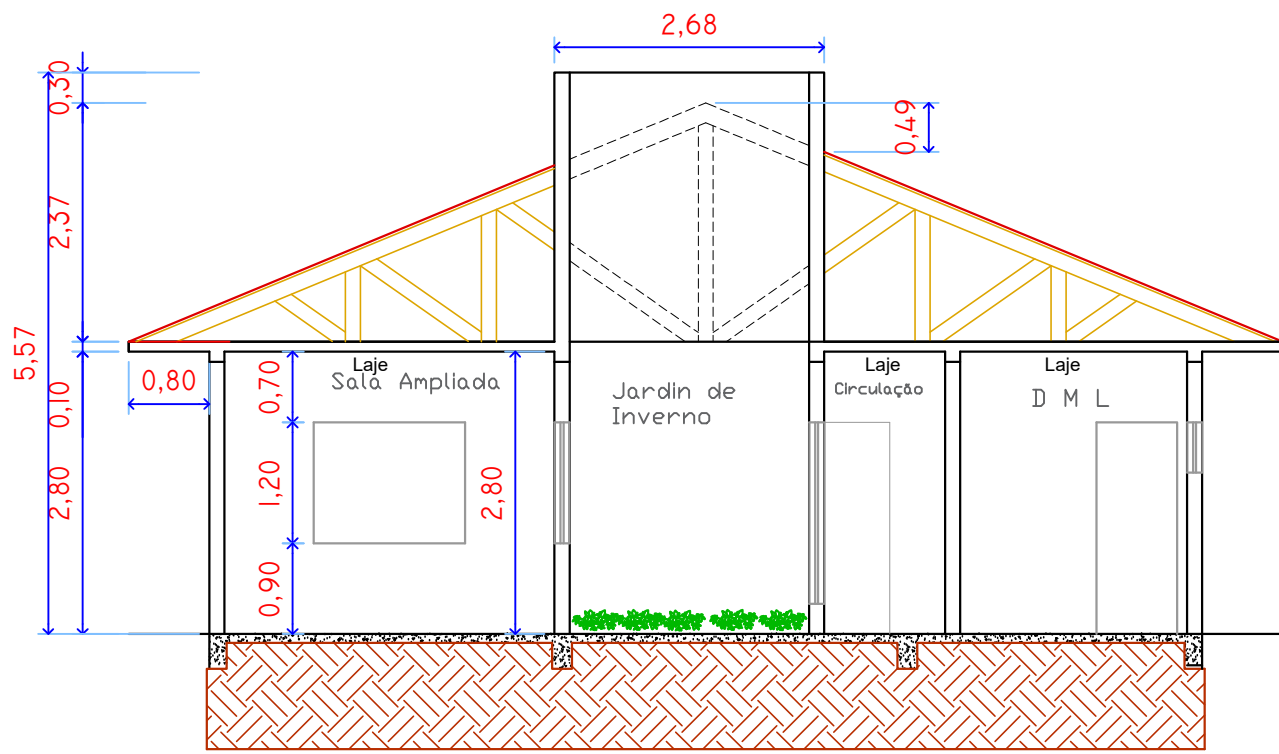 2,68
0,30
0,49
2,37
5,57
0,10
0,80
0,70
Laje
Sala Ampliada
Jardin de
Inverno
Laje
Circulação
Laje
D M L
2,80
1,20
2,80
0,90